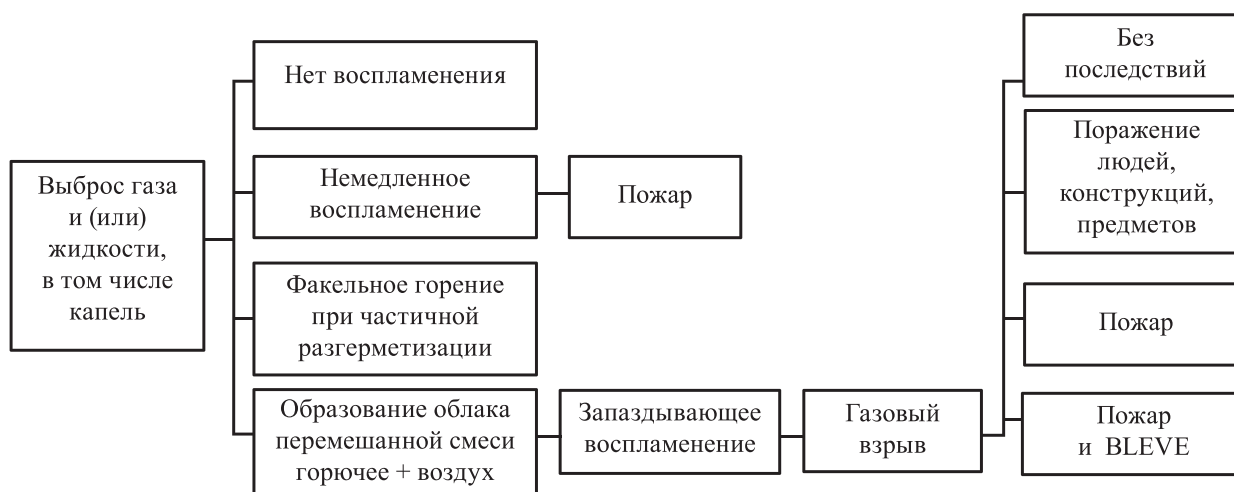 Выброс газа
и (или)
жидкости,
в том числе
капель
Нет воспламенения
Немедленное
воспламенение
Пожар
Факельное горение
при частичной
разгерметизации
Образование облака
перемешанной смеси
горючее + воздух
Запаздывающее
воспламенение
Газовый
взрыв
Без
последствий
Поражение
людей,
конструкций,
предметов
Пожар
Пожар
и BLEVE